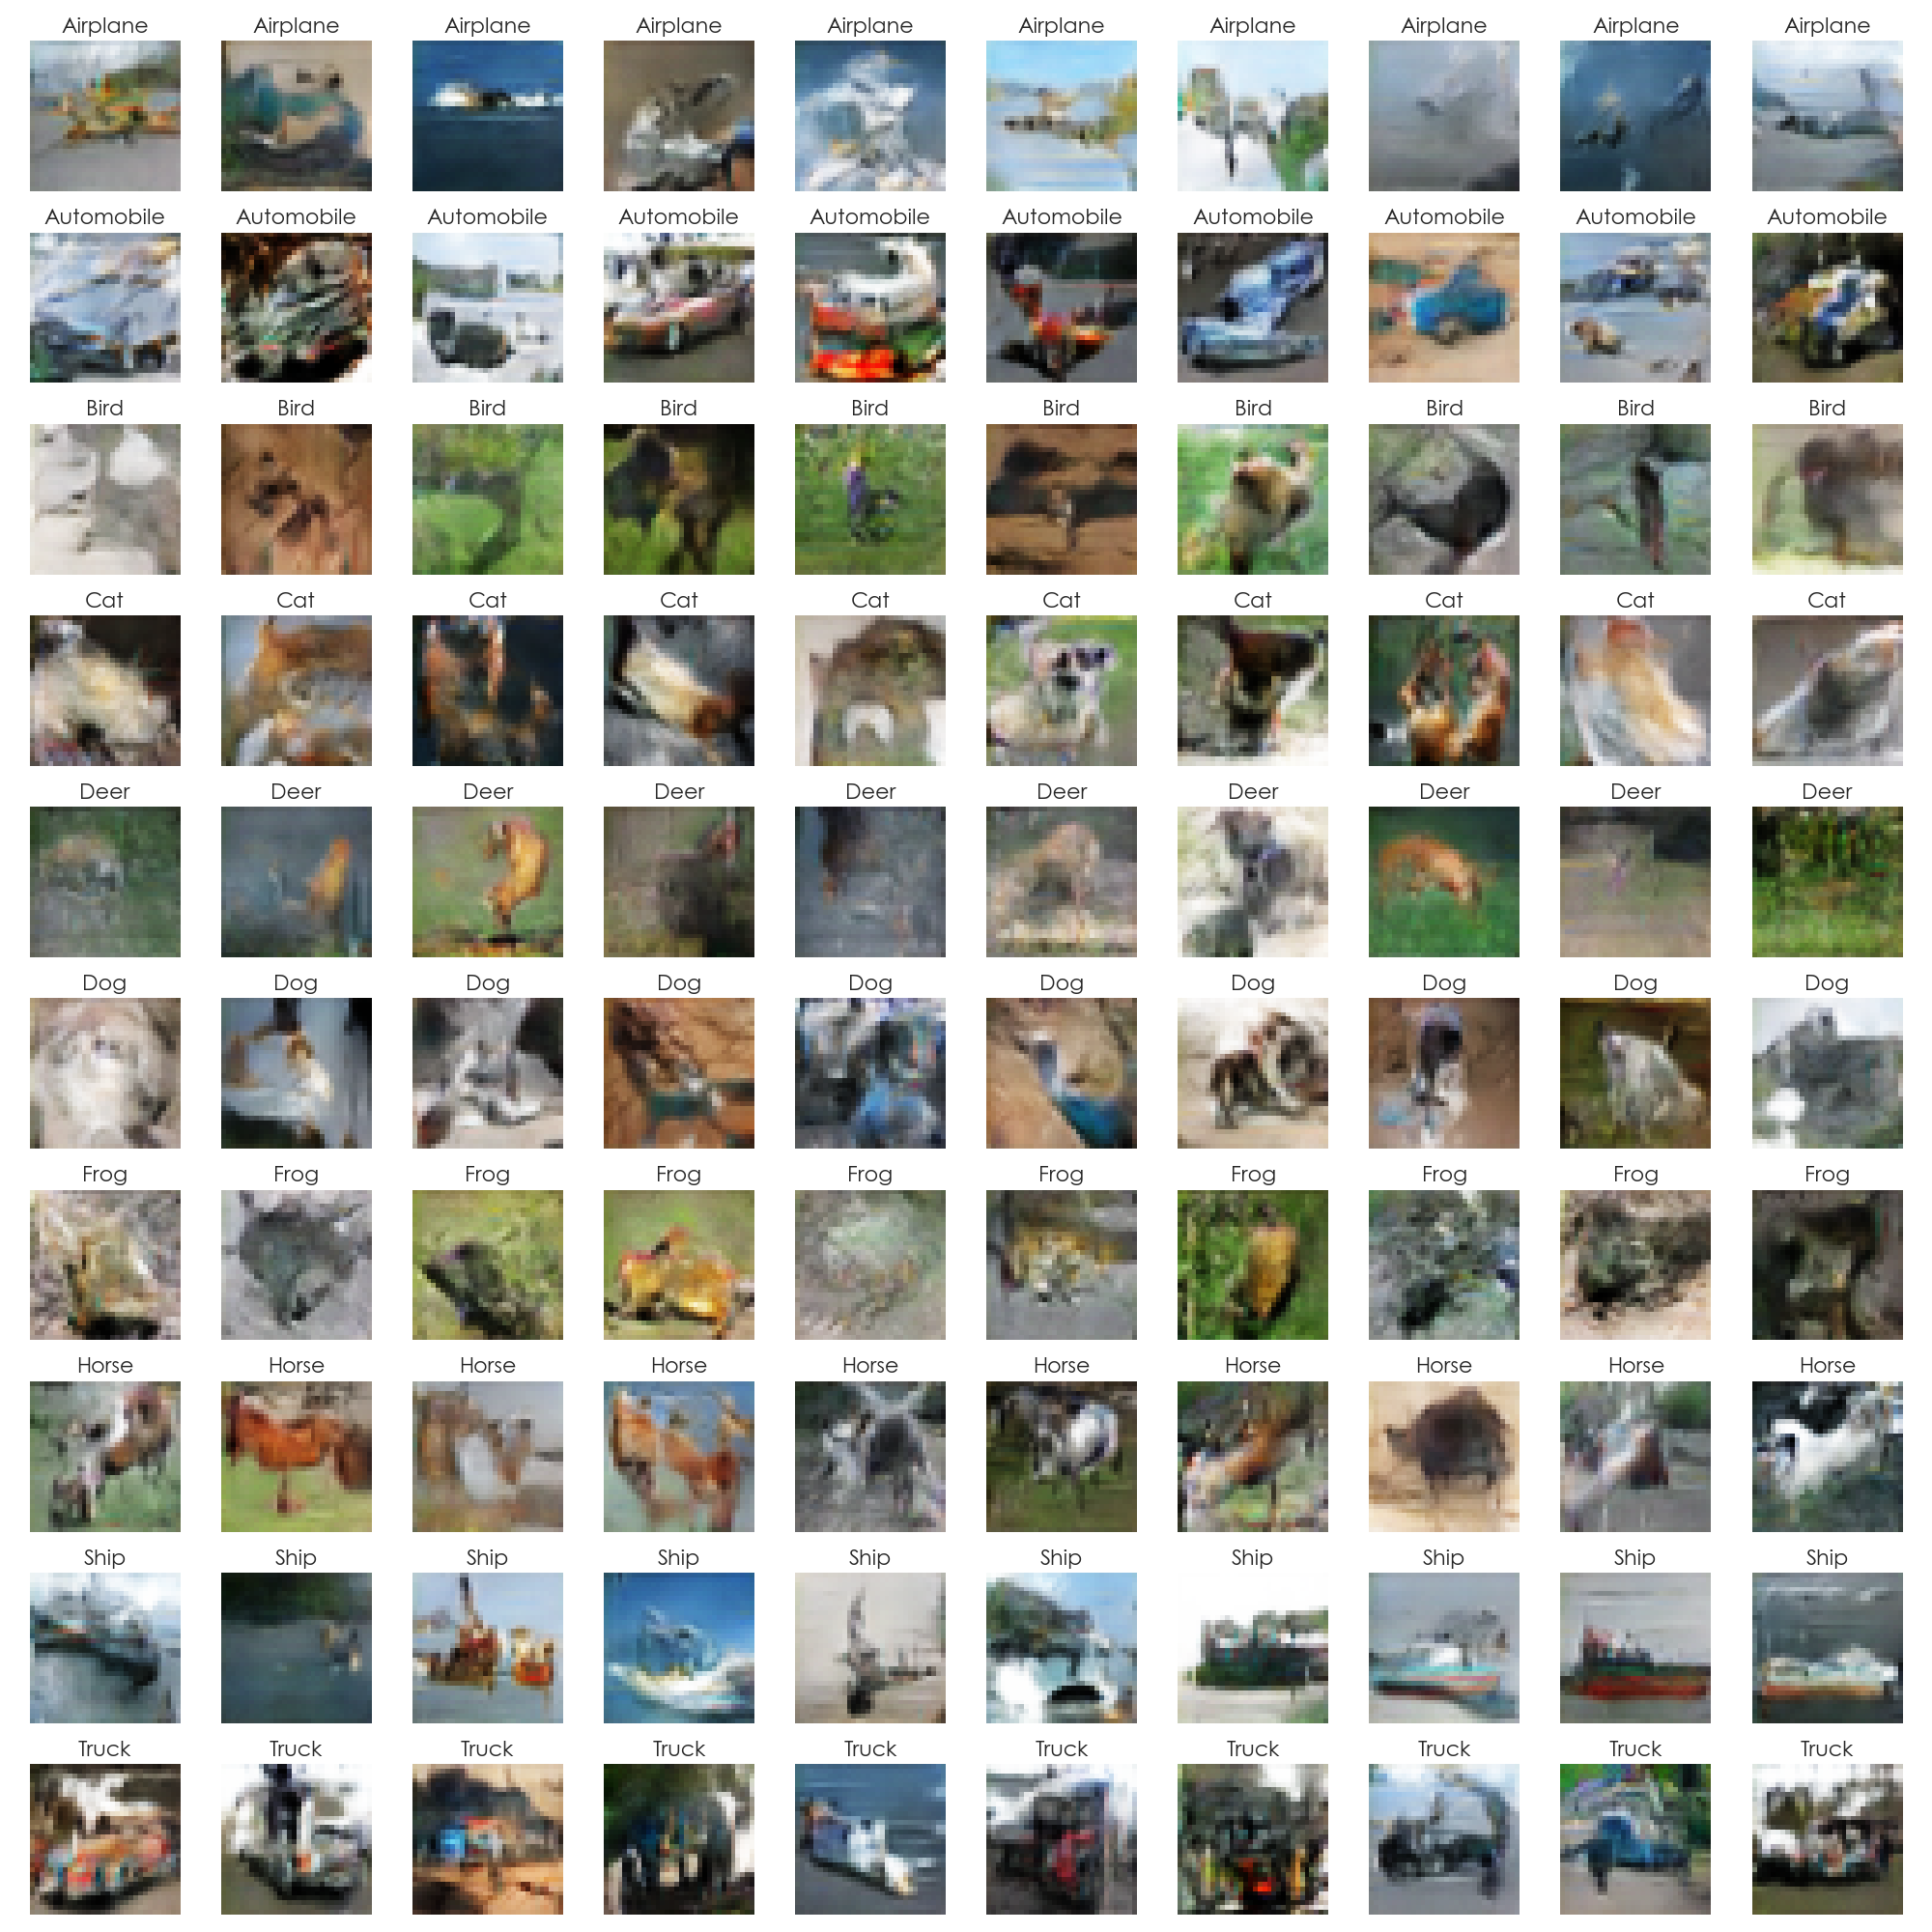 Airplane Airplane Airplane Airplane Airplane Airplane Airplane Airplane Airplane Airplane
Automobile Automobile Automobile Automobile Automobile Automobile Automobile Automobile Automobile Automobile
Bird Bird Bird Bird Bird Bird Bird Bird Bird Bird
Cat Cat Cat Cat Cat Cat Cat Cat Cat Cat
Deer Deer Deer Deer Deer Deer Deer Deer Deer Deer
Dog Dog Dog Dog Dog Dog Dog Dog Dog Dog
Frog Frog Frog Frog Frog Frog Frog Frog Frog Frog
Horse Horse Horse Horse Horse Horse Horse Horse Horse Horse
Ship Ship Ship Ship Ship Ship Ship Ship Ship Ship
Truck Truck Truck Truck Truck Truck Truck Truck Truck Truck